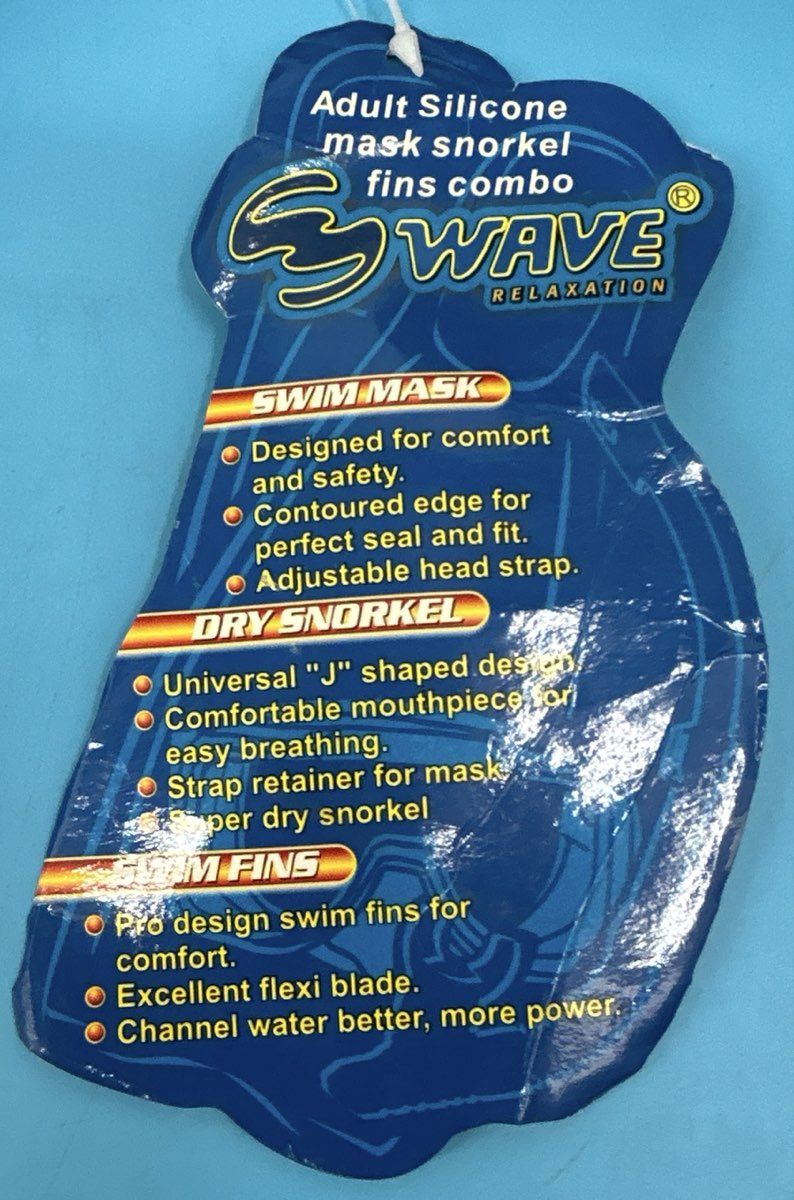 Adult Silicone
mask snorkel
fins combo
WAVE ®
RELAXATION
SWIM MASK
Designed for comfort
and safety.
Contoured edge for
perfect seal and fit.
Adjustable head strap.
DRY SNORKEL
Universal "J" shaped design.
Comfortable mouthpiece for
easy breathing.
Strap retainer for mask.
Super dry snorkel
SWIM FINS
Pro design swim fins for
comfort.
Excellent flexi blade.
Channel water better, more power.